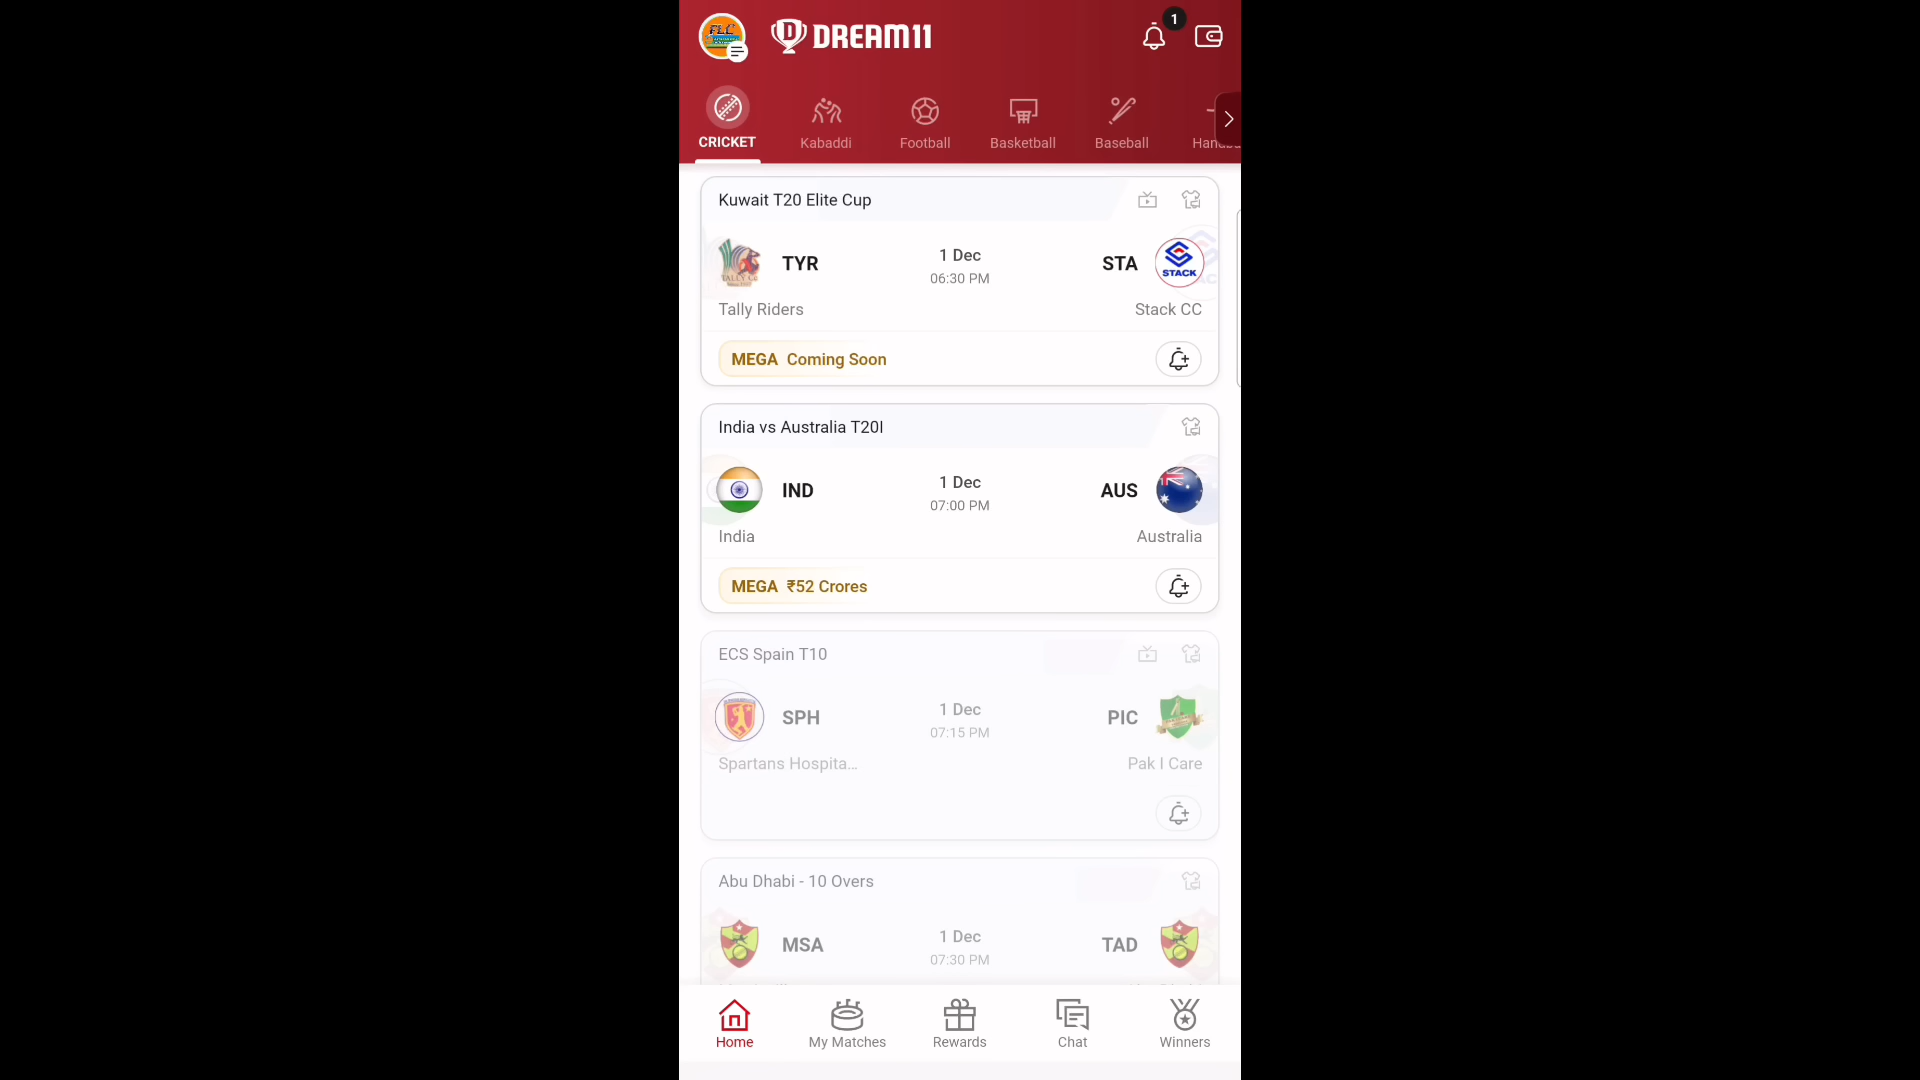 FLC
DREAM11
1
CRICKET
Kabaddi
Football
Basketball
Baseball
Kuwait T20 Elite Cup
TYR
1 Dec
06:30 PM
STA
STACK
Tally Riders
Stack CC
MEGA Coming Soon
India vs Australia T20I
IND
1 Dec
07:00 PM
AUS
India
Australia
MEGA ₹52 Crores
ECS Spain T10
SPH
1 Dec
07:15 PM
PIC
Spartans Hospita...
Pak I Care
Abu Dhabi - 10 Overs
MSA
1 Dec
07:30 PM
TAD
Home
My Matches
Rewards
Chat
Winners